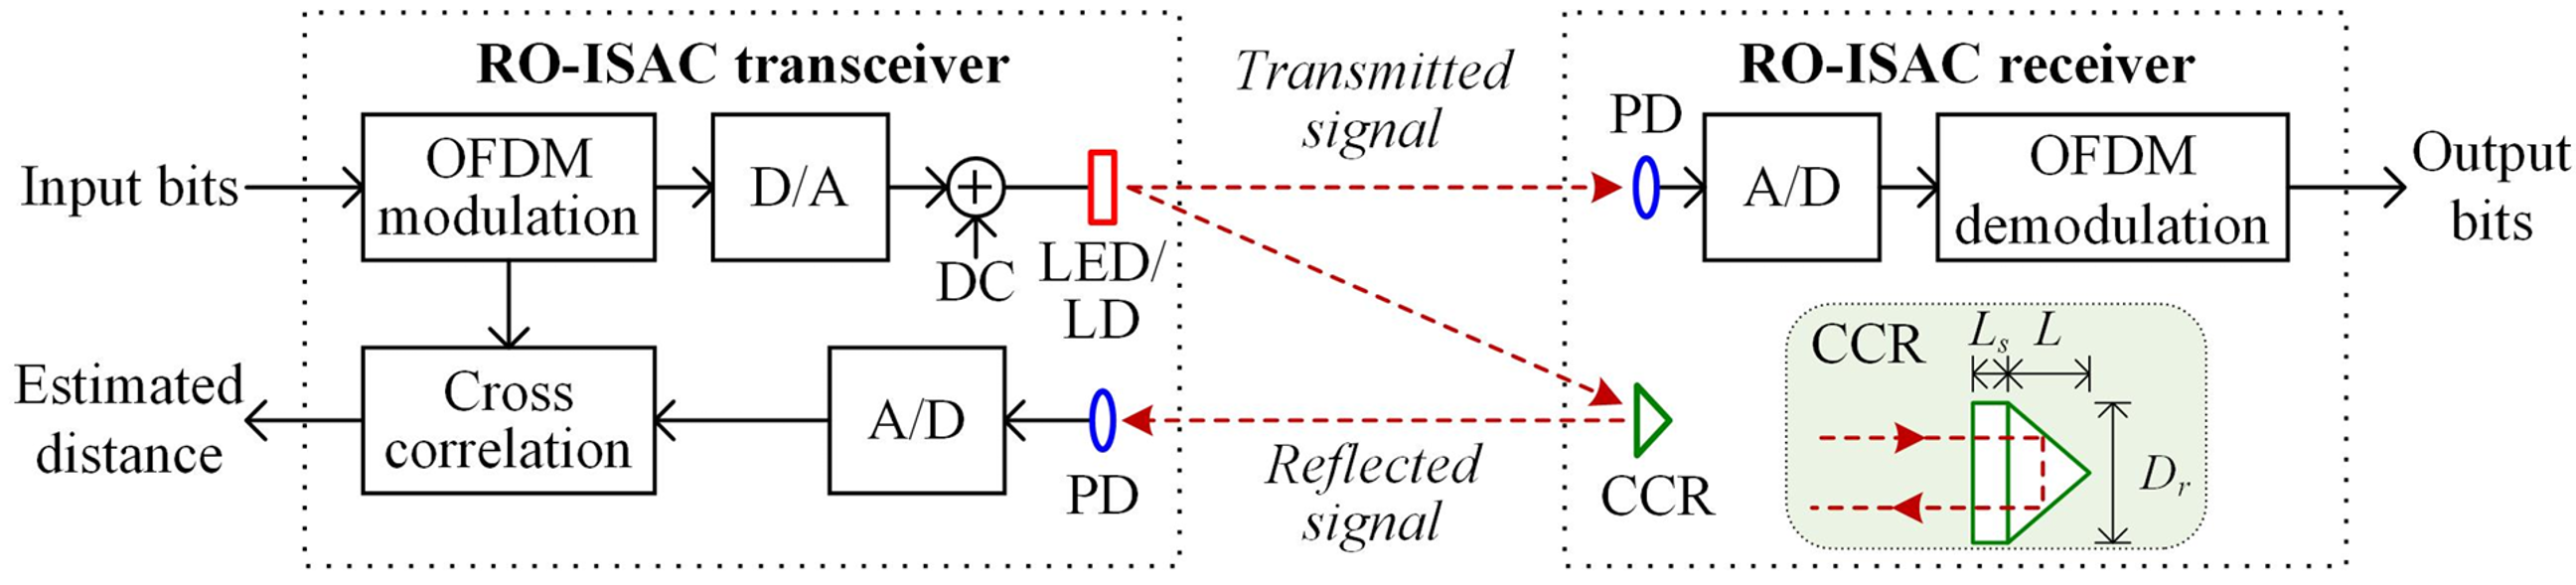 RO-ISAC transceiver
Input bits
OFDM
modulation
D/A
+
DC
LED/
LD
Estimated
distance
Cross
correlation
A/D
PD
Transmitted
signal
Reflected
signal
RO-ISAC receiver
PD
A/D
OFDM
demodulation
Output
bits
CCR
CCR
L_s L
D_r